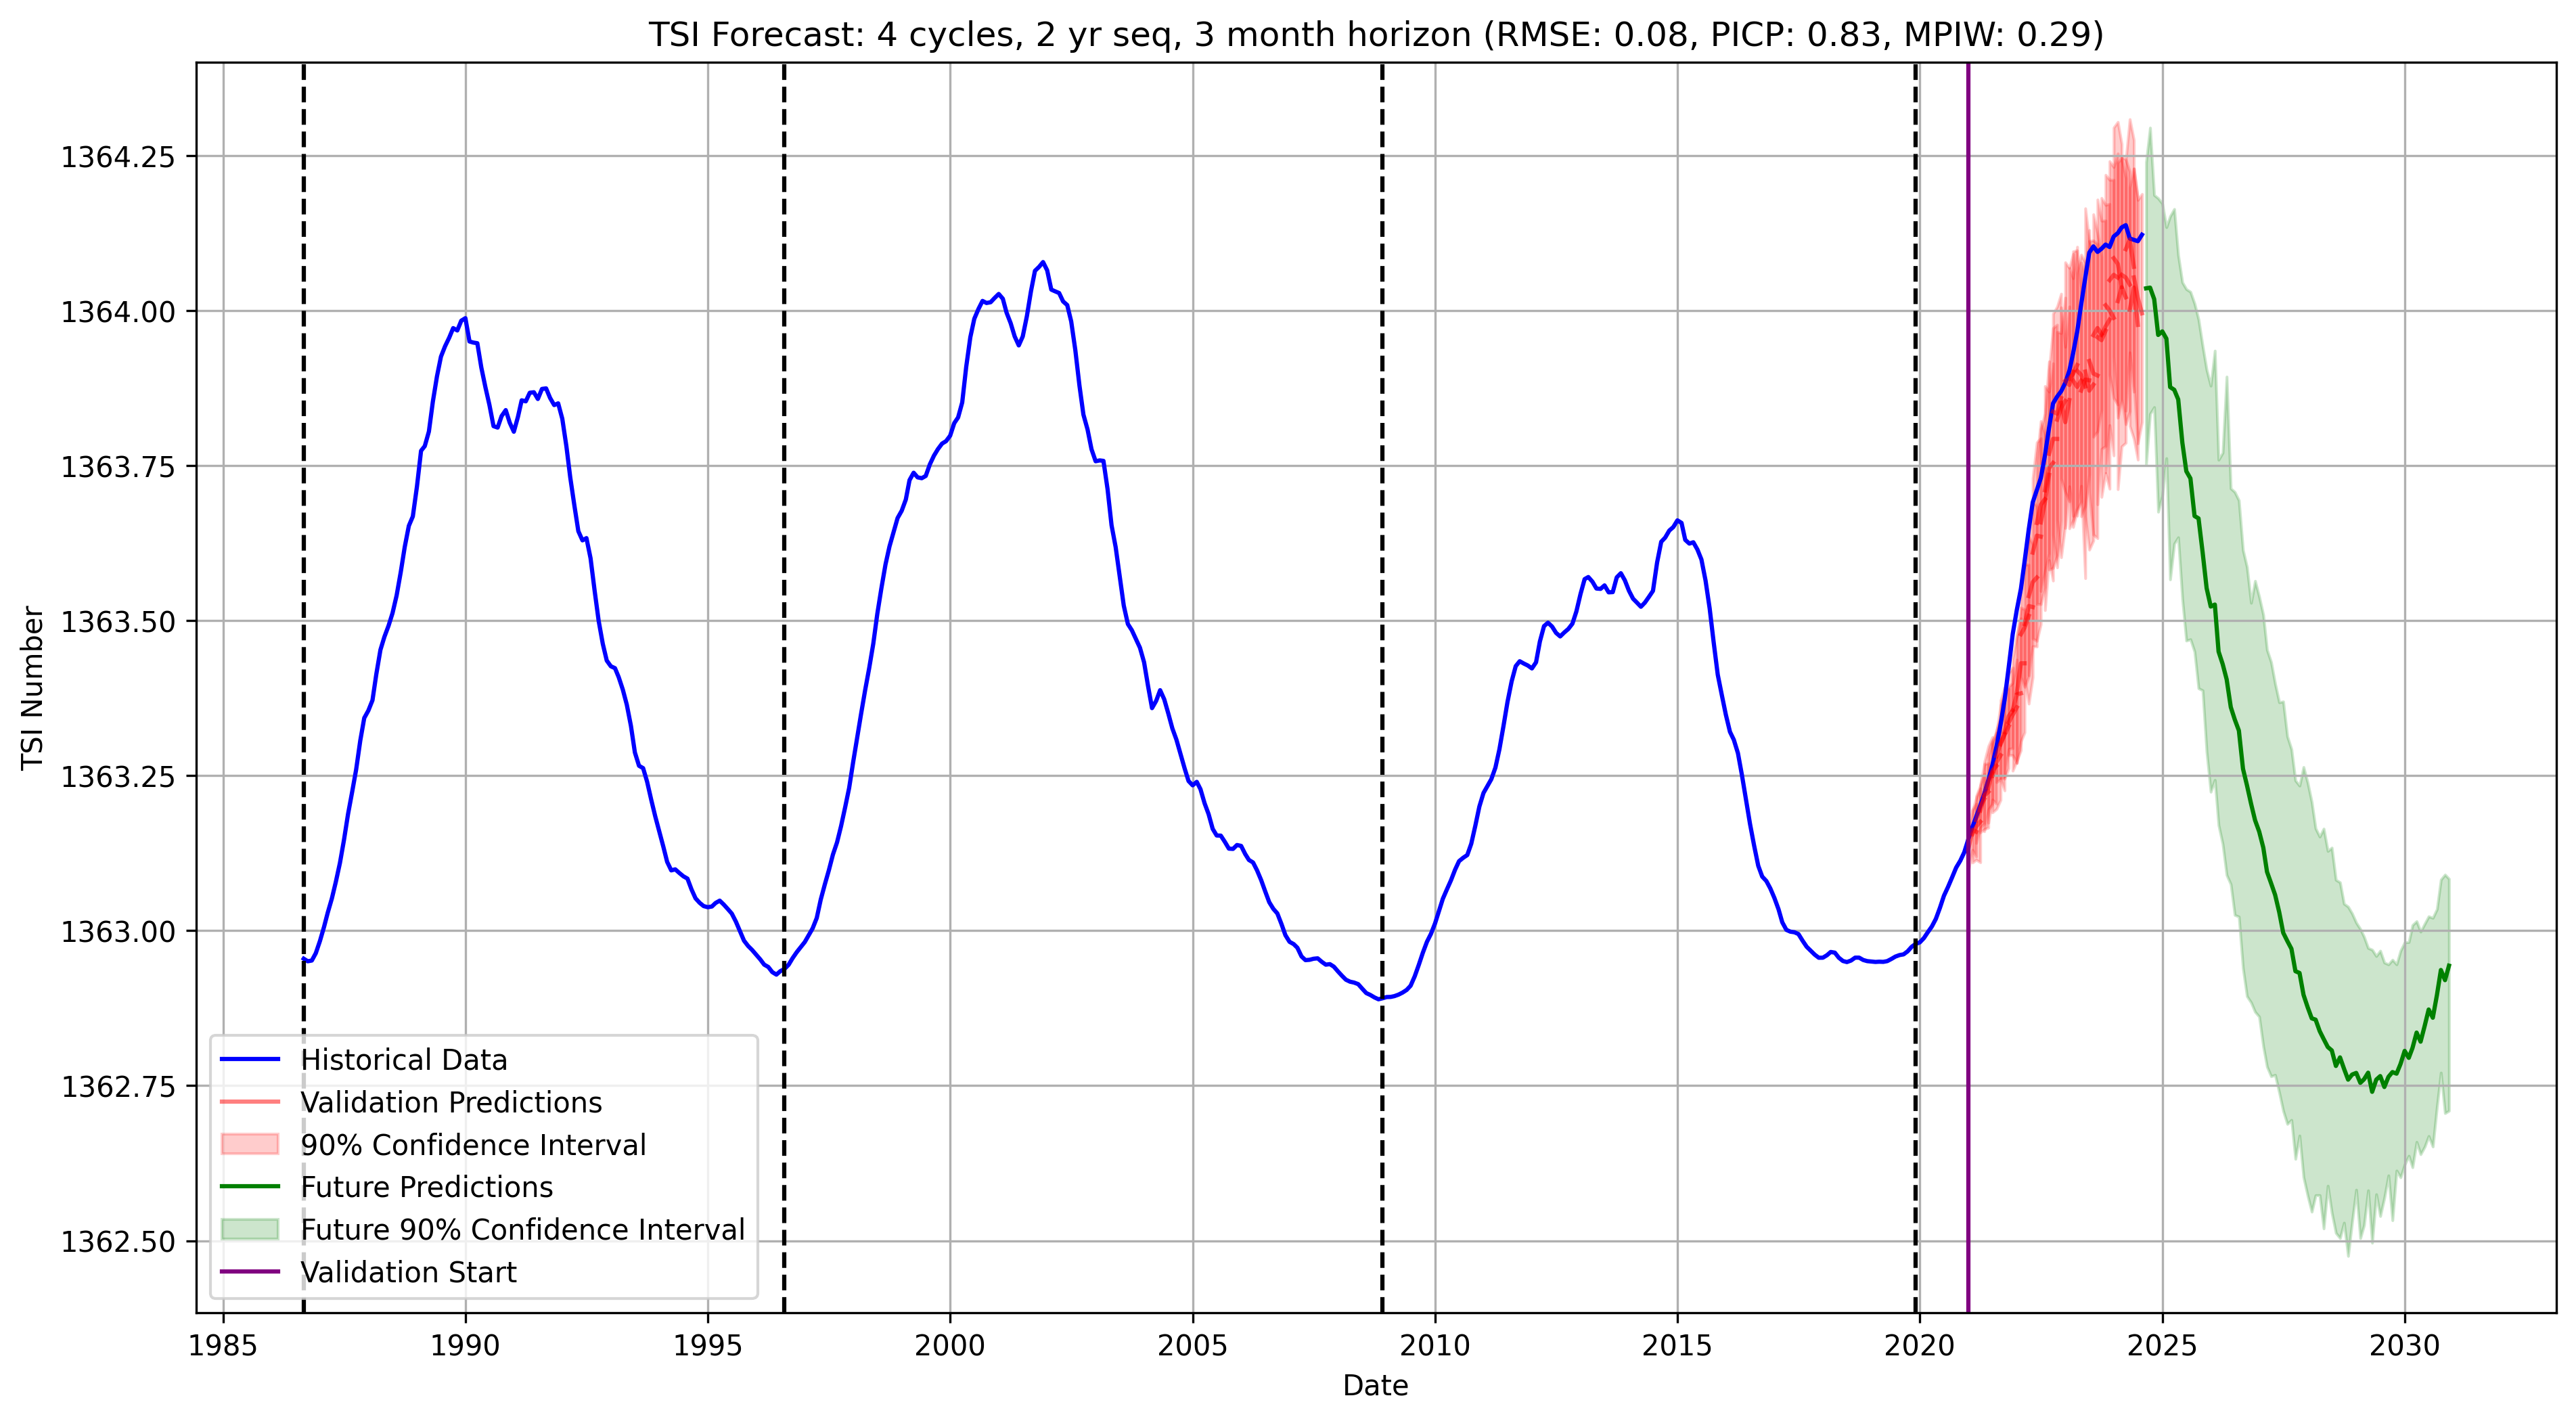 TSI Forecast: 4 cycles, 2 yr seq, 3 month horizon (RMSE: 0.08, PICP: 0.83, MPIW: 0.29)
TSI Number
1364.25
1364.00
1363.75
1363.50
1363.25
1363.00
1362.75
1362.50
Historical Data
Validation Predictions
90% Confidence Interval
Future Predictions
Future 90% Confidence Interval
Validation Start
1985 1990 1995 2000 2005 2010 2015 2020 2025 2030
Date